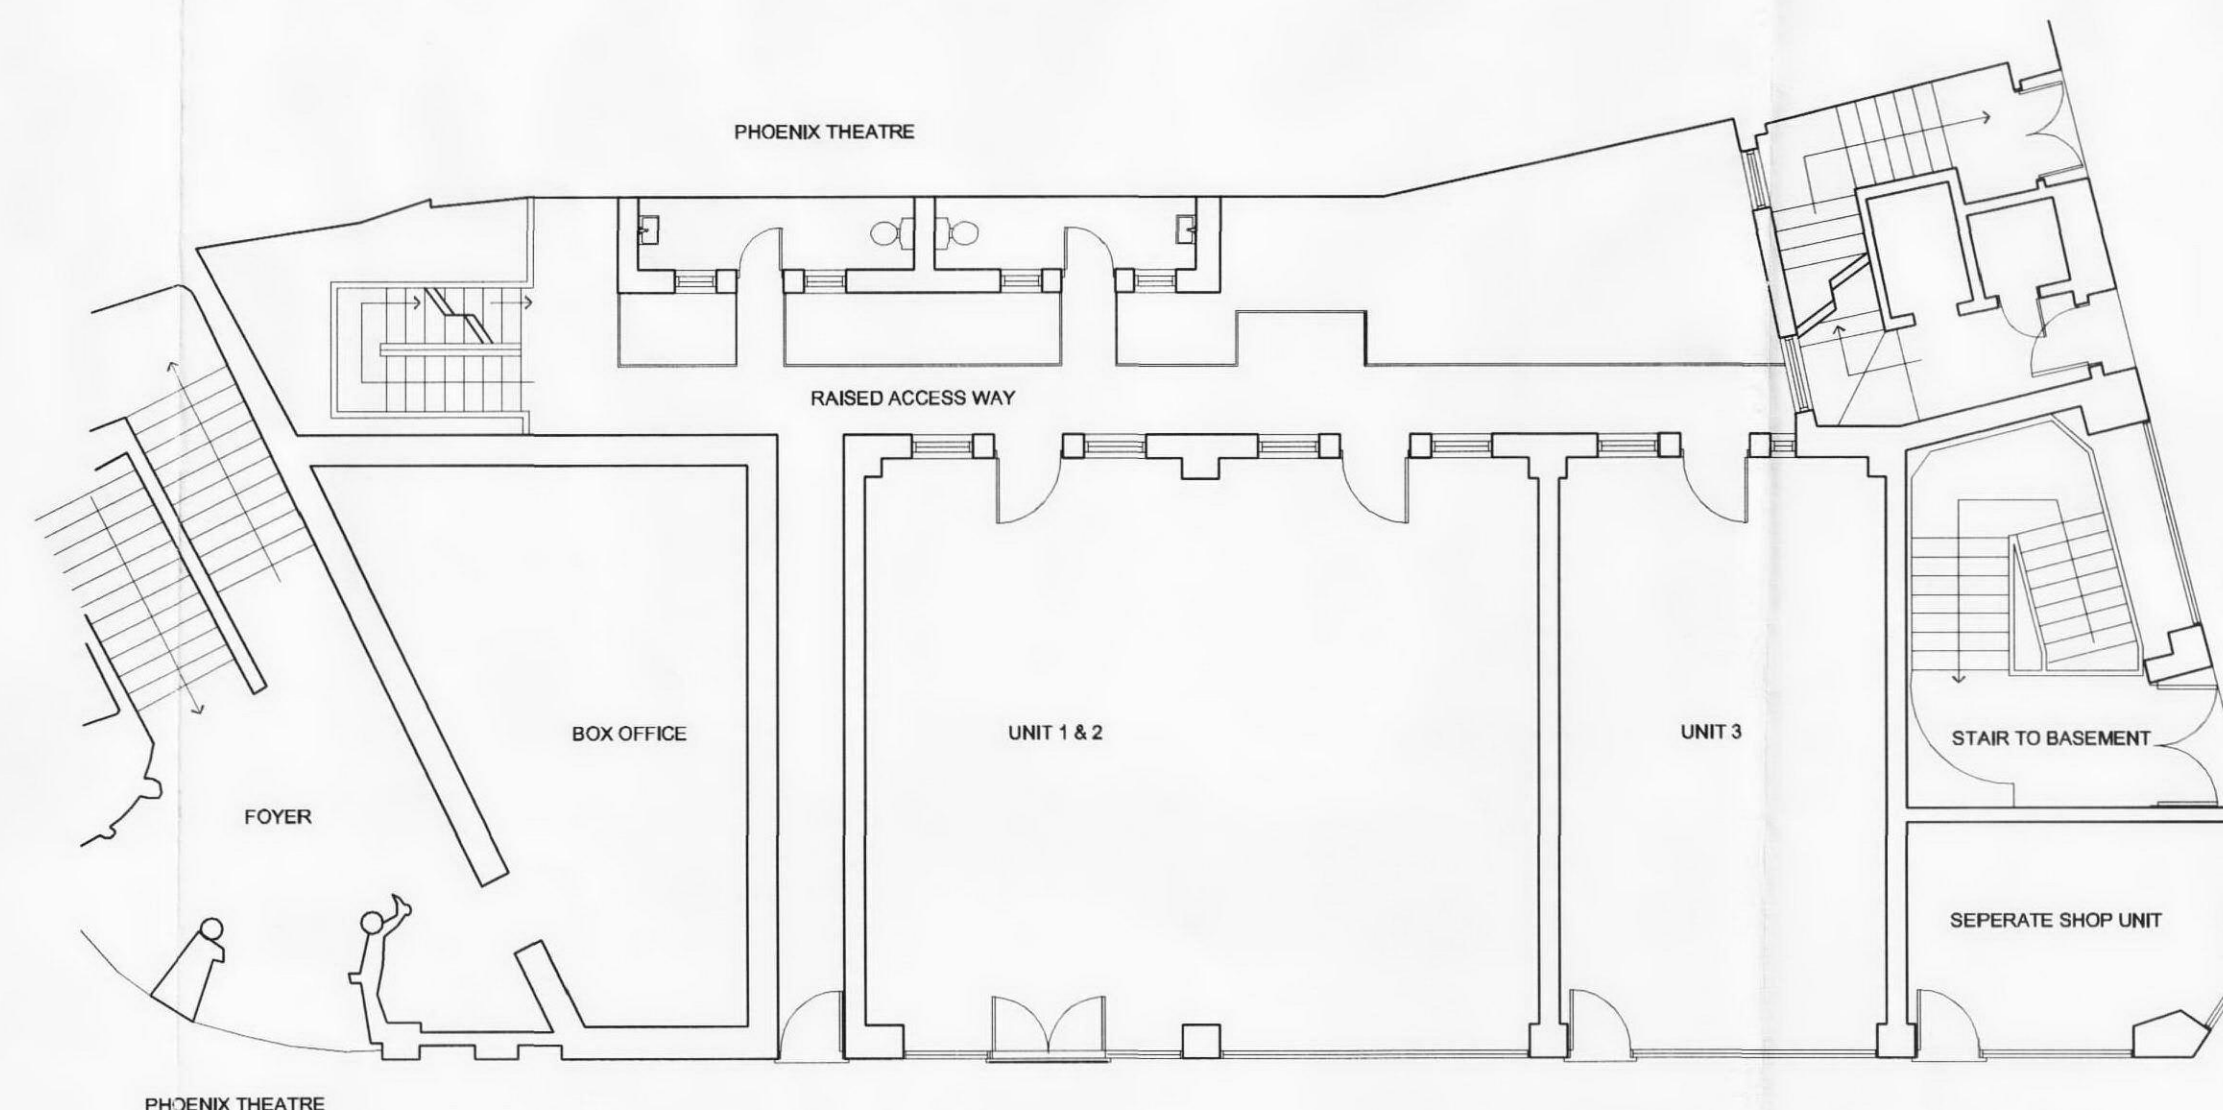 PHOENIX THEATRE
RAISED ACCESS WAY
BOX OFFICE
UNIT 1 & 2
UNIT 3
STAIR TO BASEMENT
FOYER
SEPERATE SHOP UNIT
PHOENIX THEATRE